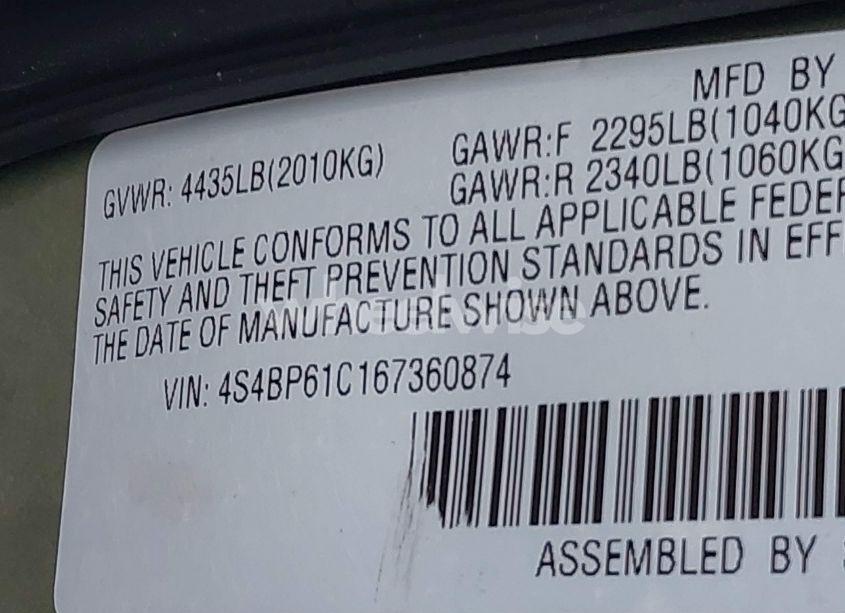 MFD BY
GVWR: 4435LB(2010KG) GAWR:F 2295LB(1040KG
GAWR:R 2340LB(1060KG
THIS VEHICLE CONFORMS TO ALL APPLICABLE FEDER
SAFETY AND THEFT PREVENTION STANDARDS IN EFF
THE DATE OF MANUFACTURE SHOWN ABOVE.
VIN: 4S4BP61C167360874
ASSEMBLED BY